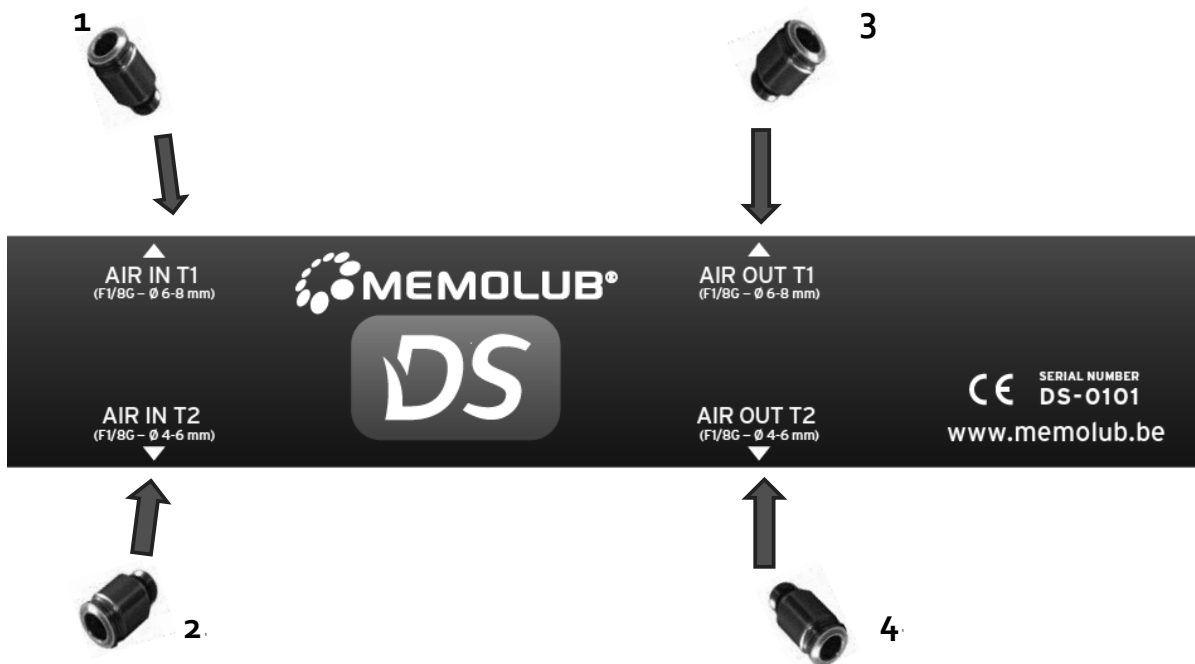 1
3
AIR IN T1
(F1/8G – Ø 6-8 mm)
MEMOLUB®
AIR OUT T1
(F1/8G – Ø 6-8 mm)
DS
AIR IN T2
(F1/8G – Ø 4-6 mm)
AIR OUT T2
(F1/8G – Ø 4-6 mm)
CE
SERIAL NUMBER
DS-0101
www.memolub.be
2.
4.